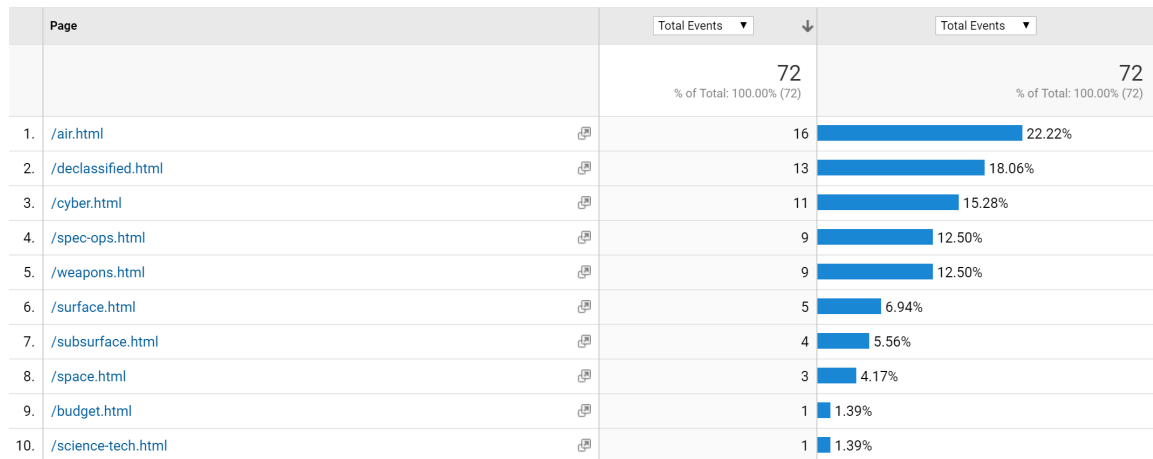 Page Total Events ▼ Total Events ▼
72 72
% of Total: 100.00% (72) % of Total: 100.00% (72)
1. /air.html 16 22.22%
2. /declassified.html 13 18.06%
3. /cyber.html 11 15.28%
4. /spec-ops.html 9 12.50%
5. /weapons.html 9 12.50%
6. /surface.html 5 6.94%
7. /subsurface.html 4 5.56%
8. /space.html 3 4.17%
9. /budget.html 1 1.39%
10. /science-tech.html 1 1.39%